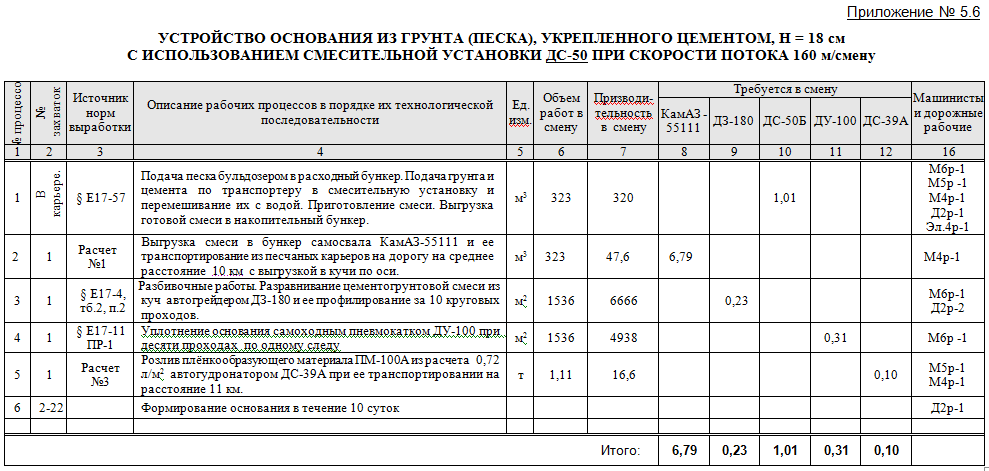 Приложение № 5.6
УСТРОЙСТВО ОСНОВАНИЯ ИЗ ГРУНТА (ПЕСКА), УКРЕПЛЕННОГО ЦЕМЕНТОМ, Н = 18 см
С ИСПОЛЬЗОВАНИЕМ СМЕСИТЕЛЬНОЙ УСТАНОВКИ ДС-50 ПРИ СКОРОСТИ ПОТОКА 160 м/смену
№ процесса
№ захваток
Источник
норм
выработки
Описание рабочих процессов в порядке их технологической
последовательности
Ед.
изм.
Объем
работ в
смену
Призводи-
тельность
в смену
Требуется в смену
КамАЗ -
55111
ДЗ-180
ДС-50Б
ДУ-100
ДС-39А
Машинисты
и дорожные
рабочие
1 2 3 4 5 6 7 8 9 10 11 12 16
1
В карьере.
§ Е17-57
Подача песка бульдозером в расходный бункер. Подача грунта и
цемента по транспортеру в смесительную установку и
перемешивание их с водой. Приготовление смеси. Выгрузка
готовой смеси в накопительный бункер.
м³ 323 320 1,01
М6р-1
М5р -1
М4р-1
Д2р-1
Эл.4р-1
2 1
Расчет
№1
Выгрузка смеси в бункер самосвала КамАЗ-55111 и ее
транспортирование из песчаных карьеров на дорогу на среднее
расстояние 10 км с выгрузкой в кучи по оси.
м³ 323 47,6 6,79 М4р-1
3 1
§ Е17-4,
тб.2, п.2
Разбивочные работы. Разравнивание цементогрунтовой смеси из
куч автогрейдером ДЗ-180 и ее профилирование за 10 круговых
проходов.
м² 1536 6666 0,23
М6р-1
Д2р-2
4 1
§ Е17-11
ПР-1
Уплотнение основания самоходным пневмокатком ДУ-100 при
десяти проходах по одному следу
м² 1536 4938 0,31 М6р -1
5 1
Расчет
№3
Розлив плёнкообразующего материала ПМ-100А из расчета 0,72
л/м² автогудронатором ДС-39А при ее транспортировании на
расстояние 11 км.
т 1,11 16,6 0,10
М5р-1
М4р-1
6 2-22 Формирование основания в течение 10 суток Д2р-1
Итого: 6,79 0,23 1,01 0,31 0,10